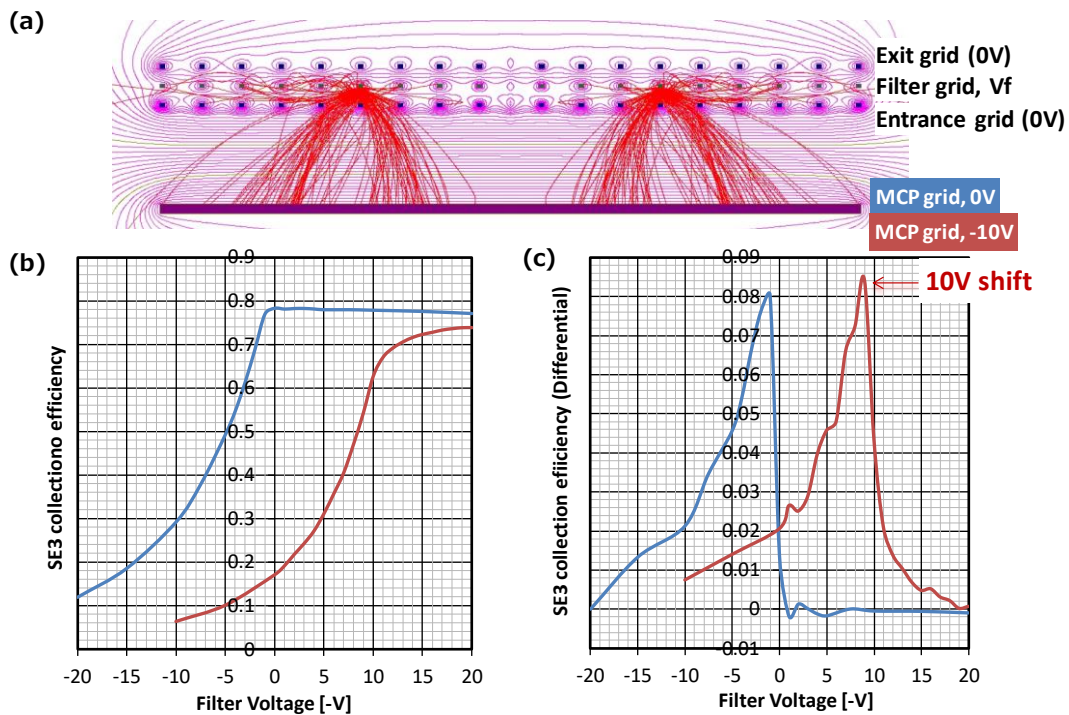 (a)
Exit grid (0V)
Filter grid, Vf
Entrance grid (0V)
MCP grid, 0V
MCP grid, -10V
(b)
0.9
0.8
0.7
0.6
0.5
0.4
0.3
0.2
0.1
0
-20 -15 -10 -5 0 5 10 15 20
SE3 collectiono efficiency
Filter Voltage [-V]
(c)
0.09
0.08
0.07
0.06
0.05
0.04
0.03
0.02
0.01
0
-0.01
-20 -15 -10 -5 0 5 10 15 20
SE3 collection efficiency (Differential)
Filter Voltage [-V]
10V shift